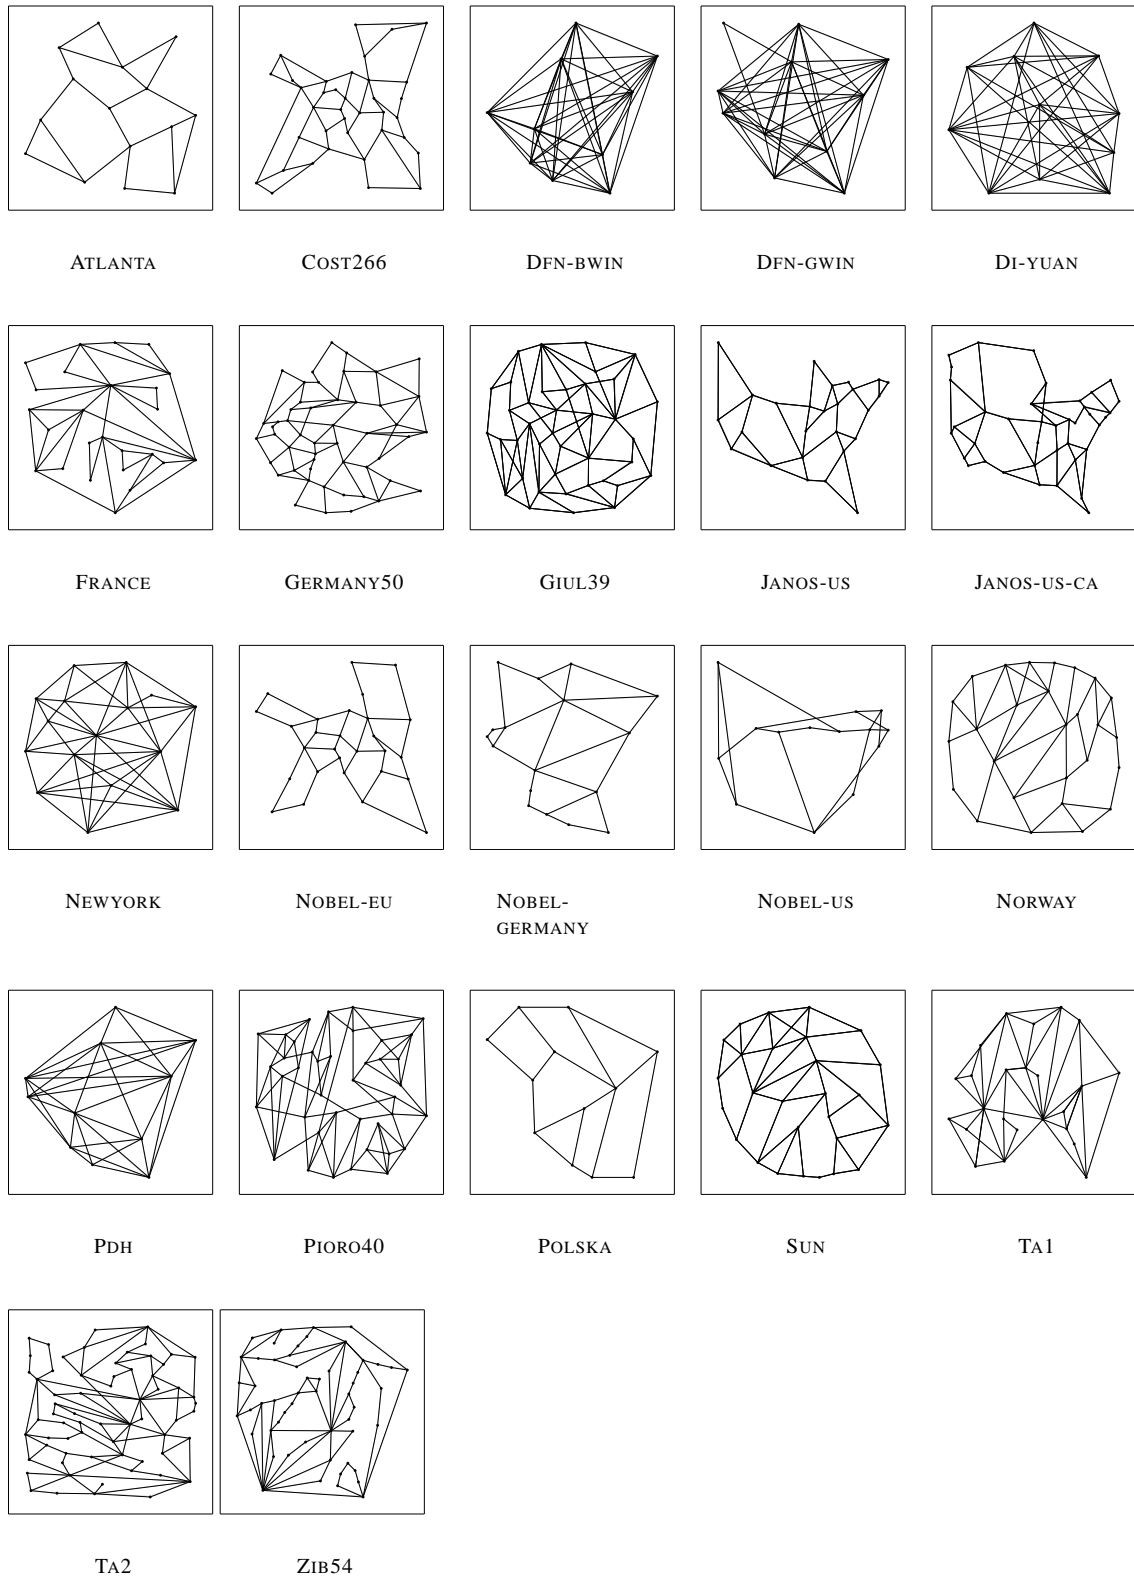 ATLANTA
COST266
DFN-BWIN
DFN-GWIN
DI-YUAN
FRANCE
GERMANY50
GIUL39
JANOS-US
JANOS-US-CA
NEWYORK
NOBEL-EU
NOBEL-
GERMANY
NOBEL-US
NORWAY
PDH
PIORO40
POLSKA
SUN
TA1
TA2
ZIB54